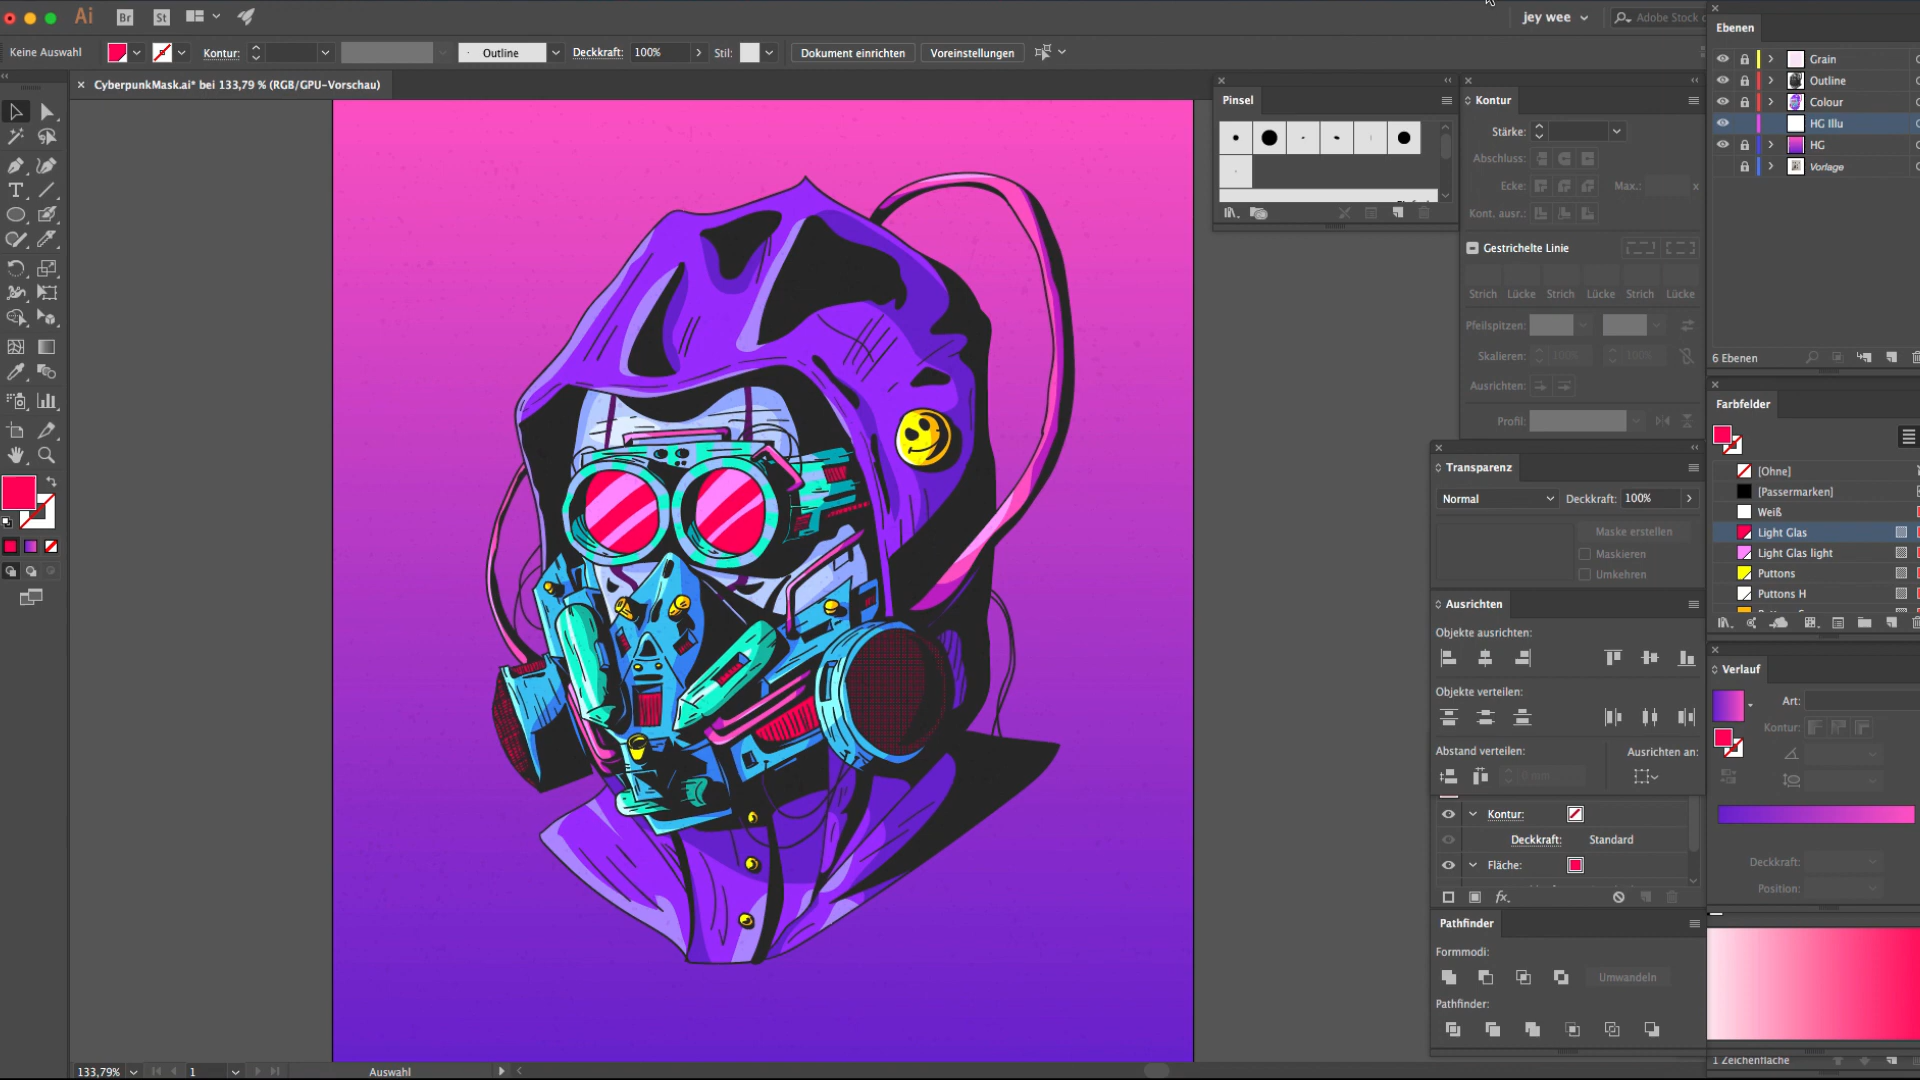 Ai
Br
St
jey wee
Adobe Stock
Keine Auswahl
Kontur:
Outline
Deckkraft:
100%
Stil:
Dokument einrichten
Voreinstellungen
CyberpunkMask.ai* bei 133,79 % (RGB/GPU-Vorschau)
Ebenen
Grain
Outline
Colour
HG Illu
HG
Vorlage
6 Ebenen
Pinsel
Kontur
Stärke:
Abschluss:
Ecke:
Max.:
x
Kont. ausr.:
Gestrichelte Linie
Strich
Lücke
Strich
Lücke
Strich
Lücke
Pfeilspitzen:
Skalieren:
100%
100%
Ausrichten:
Profil:
Farbfelder
[Ohne]
[Passermarken]
Weiß
Light Glas
Light Glas light
Puttons
Puttons H
Transparenz
Normal
Deckkraft:
100%
Maske erstellen
Maskieren
Umkehren
Ausrichten
Objekte ausrichten:
Objekte verteilen:
Abstand verteilen:
Ausrichten an:
0 mm
Verlauf
Art:
Kontur:
Deckkraft:
Position:
Kontur:
Deckkraft:
Standard
Fläche:
fx
Pathfinder
Formmodi:
Umwandeln
Pathfinder:
1 Zeichenfläche
133,79%
1
Auswahl